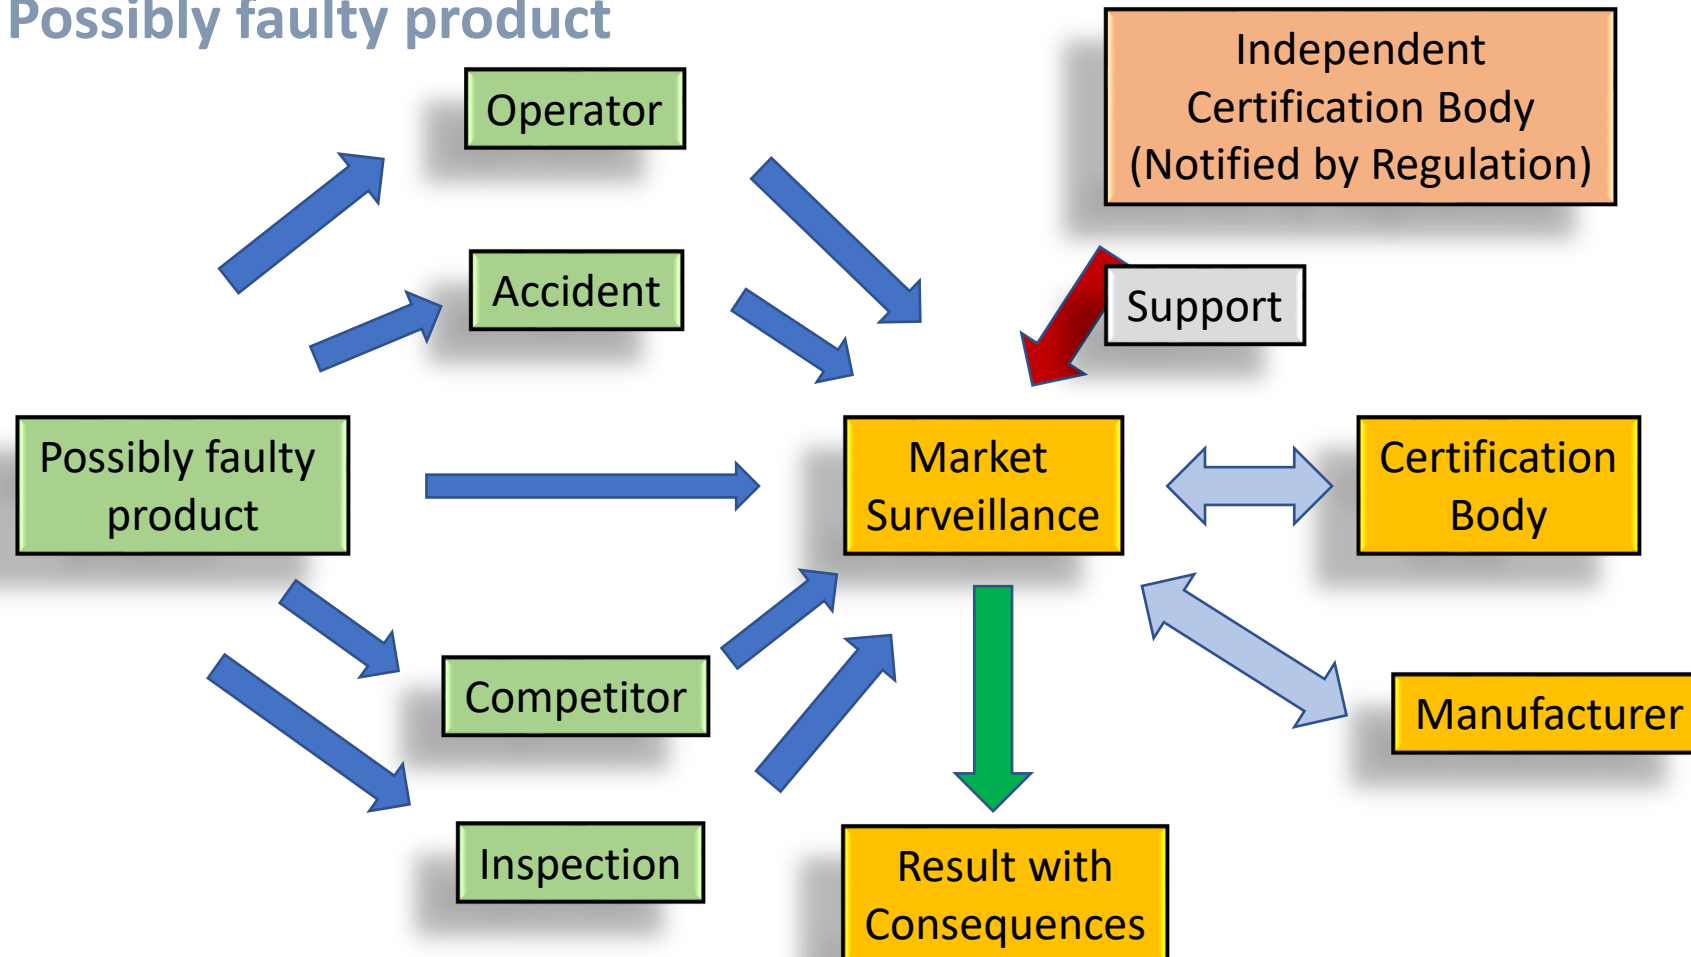 Possibly faulty product
Independent
Certification Body
(Notified by Regulation)
Operator
Accident
Support
Possibly faulty
product
Market
Surveillance
Certification
Body
Competitor
Manufacturer
Inspection
Result with
Consequences